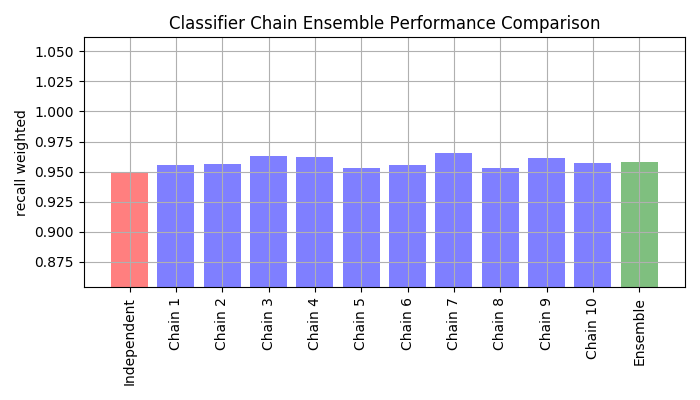 Classifier Chain Ensemble Performance Comparison
recall weighted
1.050
1.025
1.000
0.975
0.950
0.925
0.900
0.875
Independent
Chain 1
Chain 2
Chain 3
Chain 4
Chain 5
Chain 6
Chain 7
Chain 8
Chain 9
Chain 10
Ensemble